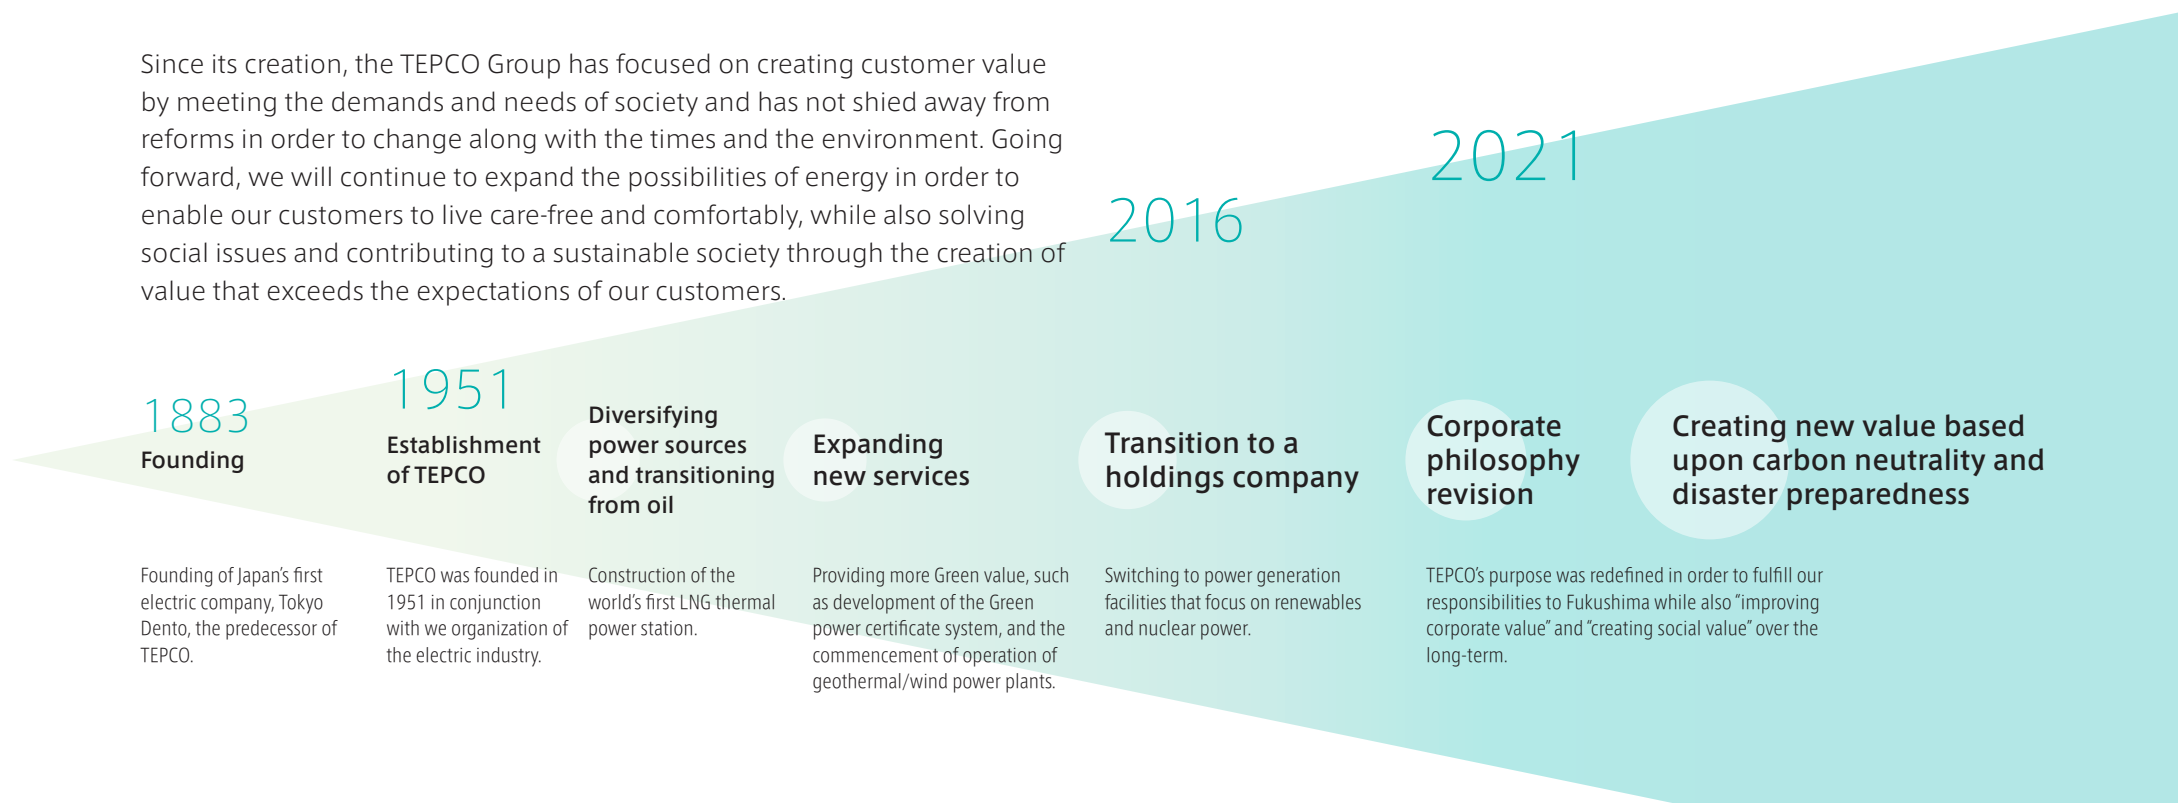 Since its creation, the TEPCO Group has focused on creating customer value
by meeting the demands and needs of society and has not shied away from
reforms in order to change along with the times and the environment. Going
forward, we will continue to expand the possibilities of energy in order to
enable our customers to live care-free and comfortably, while also solving
social issues and contributing to a sustainable society through the creation of
value that exceeds the expectations of our customers.
1883
Founding
Founding of Japan’s first
electric company, Tokyo
Dento, the predecessor of
TEPCO.
1951
Establishment
of TEPCO
TEPCO was founded in
1951 in conjunction
with we organization of
the electric industry.
Diversifying
power sources
and transitioning
from oil
Construction of the
world’s first LNG thermal
power station.
Expanding
new services
Providing more Green value, such
as development of the Green
power certificate system, and the
commencement of operation of
geothermal/wind power plants.
2016
Transition to a
holdings company
Switching to power generation
facilities that focus on renewables
and nuclear power.
2021
Corporate
philosophy
revision
TEPCO’s purpose was redefined in order to fulfill our
responsibilities to Fukushima while also “improving
corporate value” and “creating social value” over the
long-term.
Creating new value based
upon carbon neutrality and
disaster preparedness